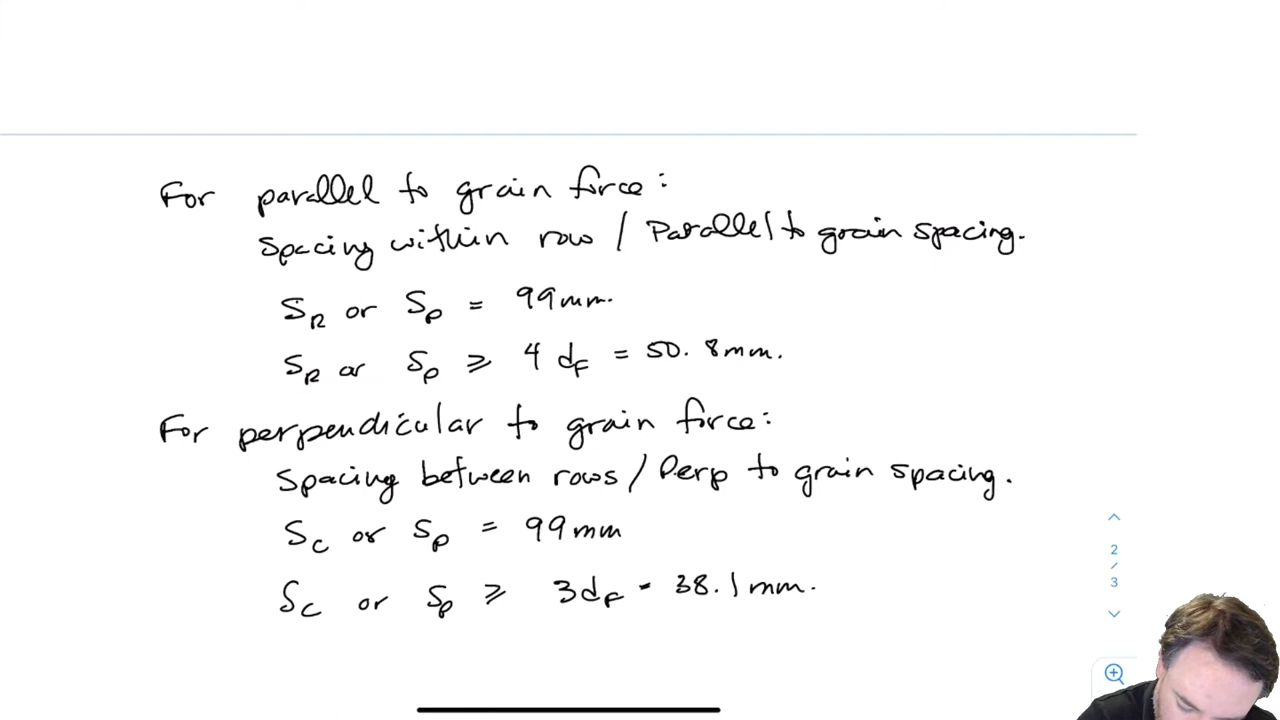 For parallel to grain force:
Spacing within row / Parallel to grain spacing.
SR or SP = 99mm.
SR or SP ≥ 4 dF = 50.8mm.
For perpendicular to grain force:
Spacing between rows / Perp to grain spacing.
SC or SP = 99mm
SC or SP ≥ 3dF - 38.1mm.
2
/
3